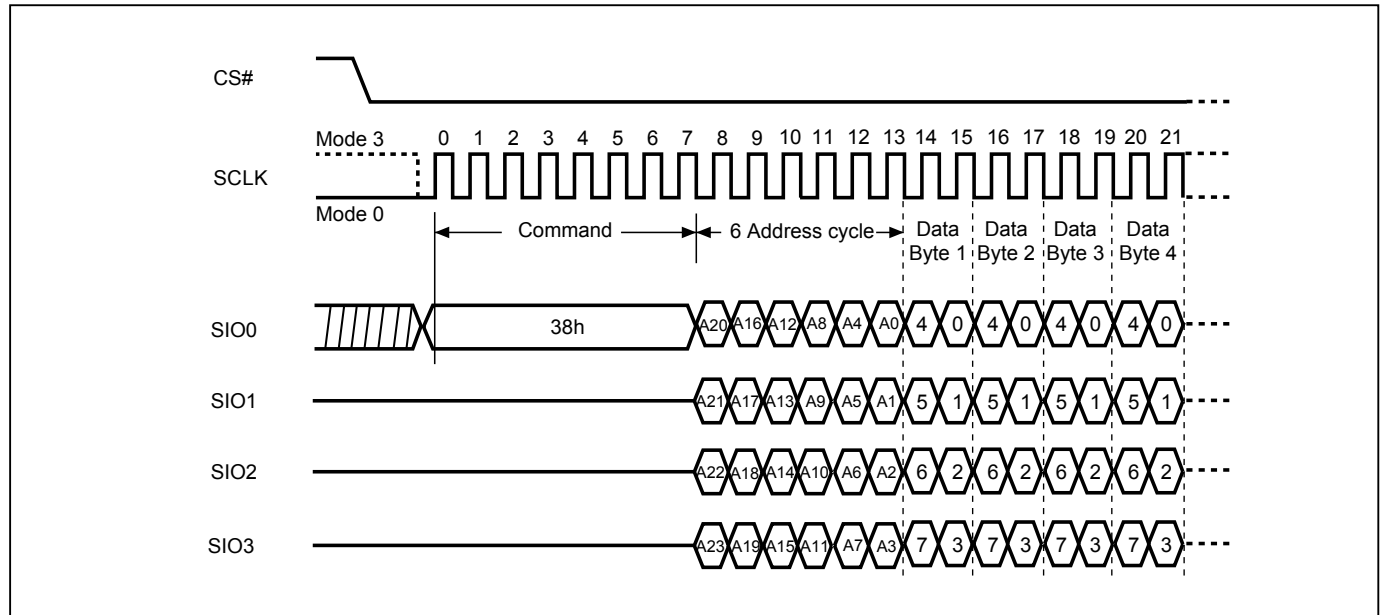 CS#
Mode 3
0 1 2 3 4 5 6 7 8 9 10 11 12 13 14 15 16 17 18 19 20 21
SCLK
Mode 0
Command
6 Address cycle
Data Byte 1
Data Byte 2
Data Byte 3
Data Byte 4
SIO0
38h
A20 A16 A12 A8 A4 A0 4 0 4 0 4 0 4 0
SIO1
A21 A17 A13 A9 A5 A1 5 1 5 1 5 1 5 1
SIO2
A22 A18 A14 A10 A6 A2 6 2 6 2 6 2 6 2
SIO3
A23 A19 A15 A11 A7 A3 7 3 7 3 7 3 7 3